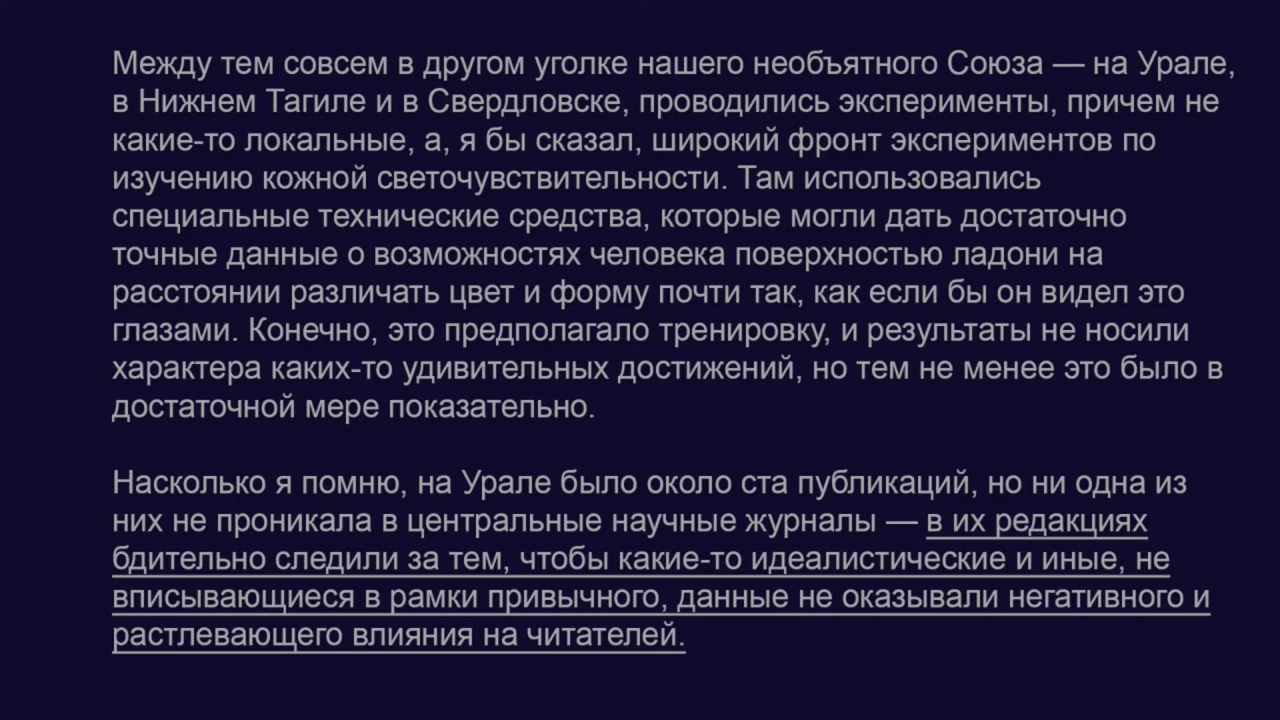 Между тем совсем в другом уголке нашего необъятного Союза — на Урале,
в Нижнем Тагиле и в Свердловске, проводились эксперименты, причем не
какие-то локальные, а, я бы сказал, широкий фронт экспериментов по
изучению кожной светочувствительности. Там использовались
специальные технические средства, которые могли дать достаточно
точные данные о возможностях человека поверхностью ладони на
расстоянии различать цвет и форму почти так, как если бы он видел это
глазами. Конечно, это предполагало тренировку, и результаты не носили
характера каких-то удивительных достижений, но тем не менее это было в
достаточной мере показательно.
Насколько я помню, на Урале было около ста публикаций, но ни одна из
них не проникала в центральные научные журналы — в их редакциях
бдительно следили за тем, чтобы какие-то идеалистические и иные, не
вписывающиеся в рамки привычного, данные не оказывали негативного и
растлевающего влияния на читателей.